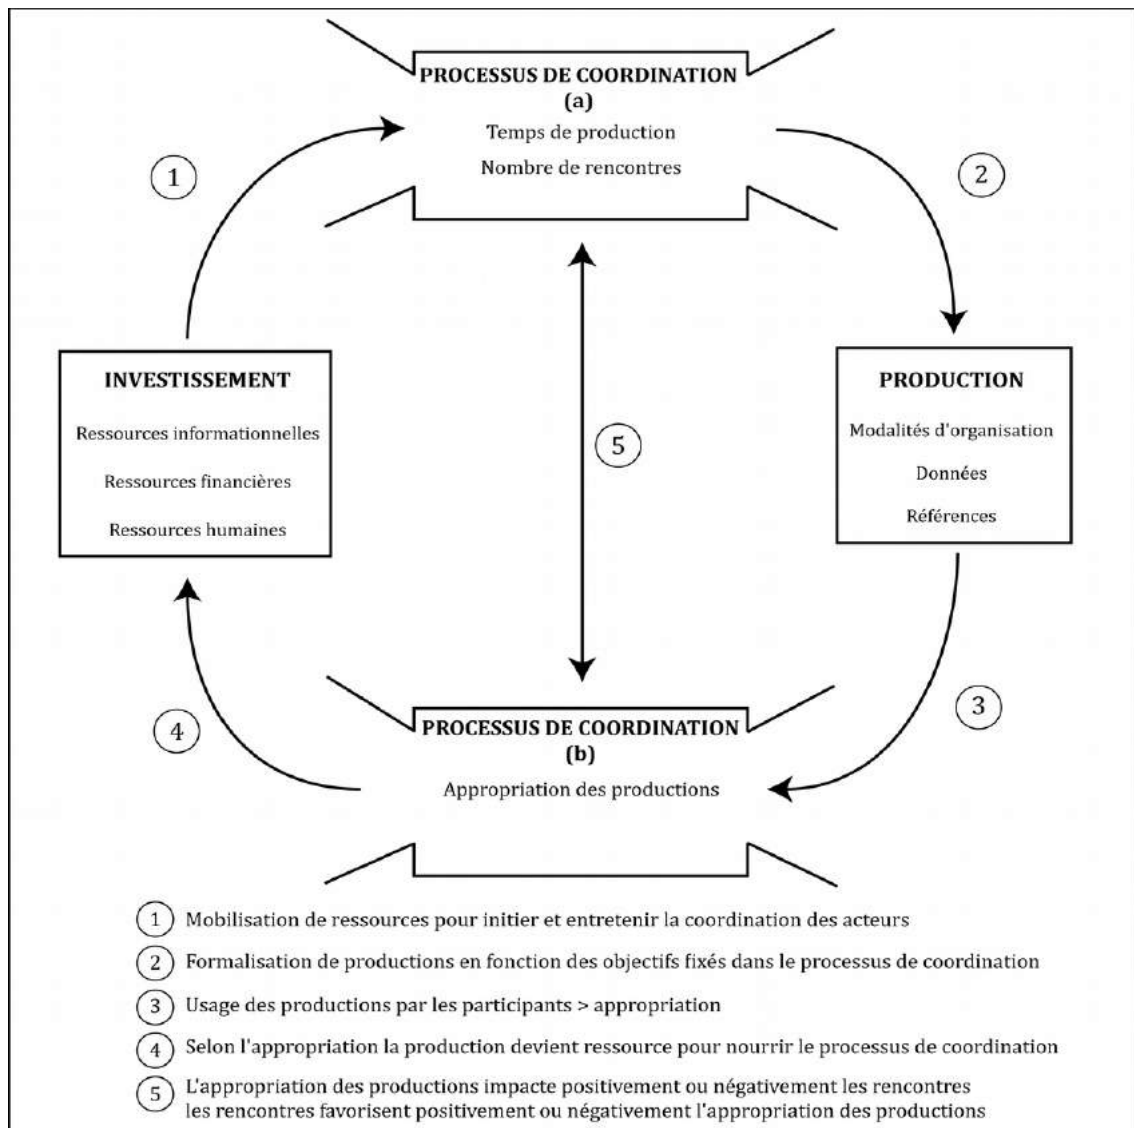 PROCESSUS DE COORDINATION
(a)
Temps de production
Nombre de rencontres
1
2
INVESTISSEMENT
Ressources informationnelles
Ressources financières
Ressources humaines
5
PRODUCTION
Modalités d'organisation
Données
Références
4
3
PROCESSUS DE COORDINATION
(b)
Appropriation des productions
1 Mobilisation de ressources pour initier et entretenir la coordination des acteurs
2 Formalisation de productions en fonction des objectifs fixés dans le processus de coordination
3 Usage des productions par les participants > appropriation
4 Selon l'appropriation la production devient ressource pour nourrir le processus de coordination
5 L'appropriation des productions impacte positivement ou négativement les rencontres
les rencontres favorisent positivement ou négativement l'appropriation des productions